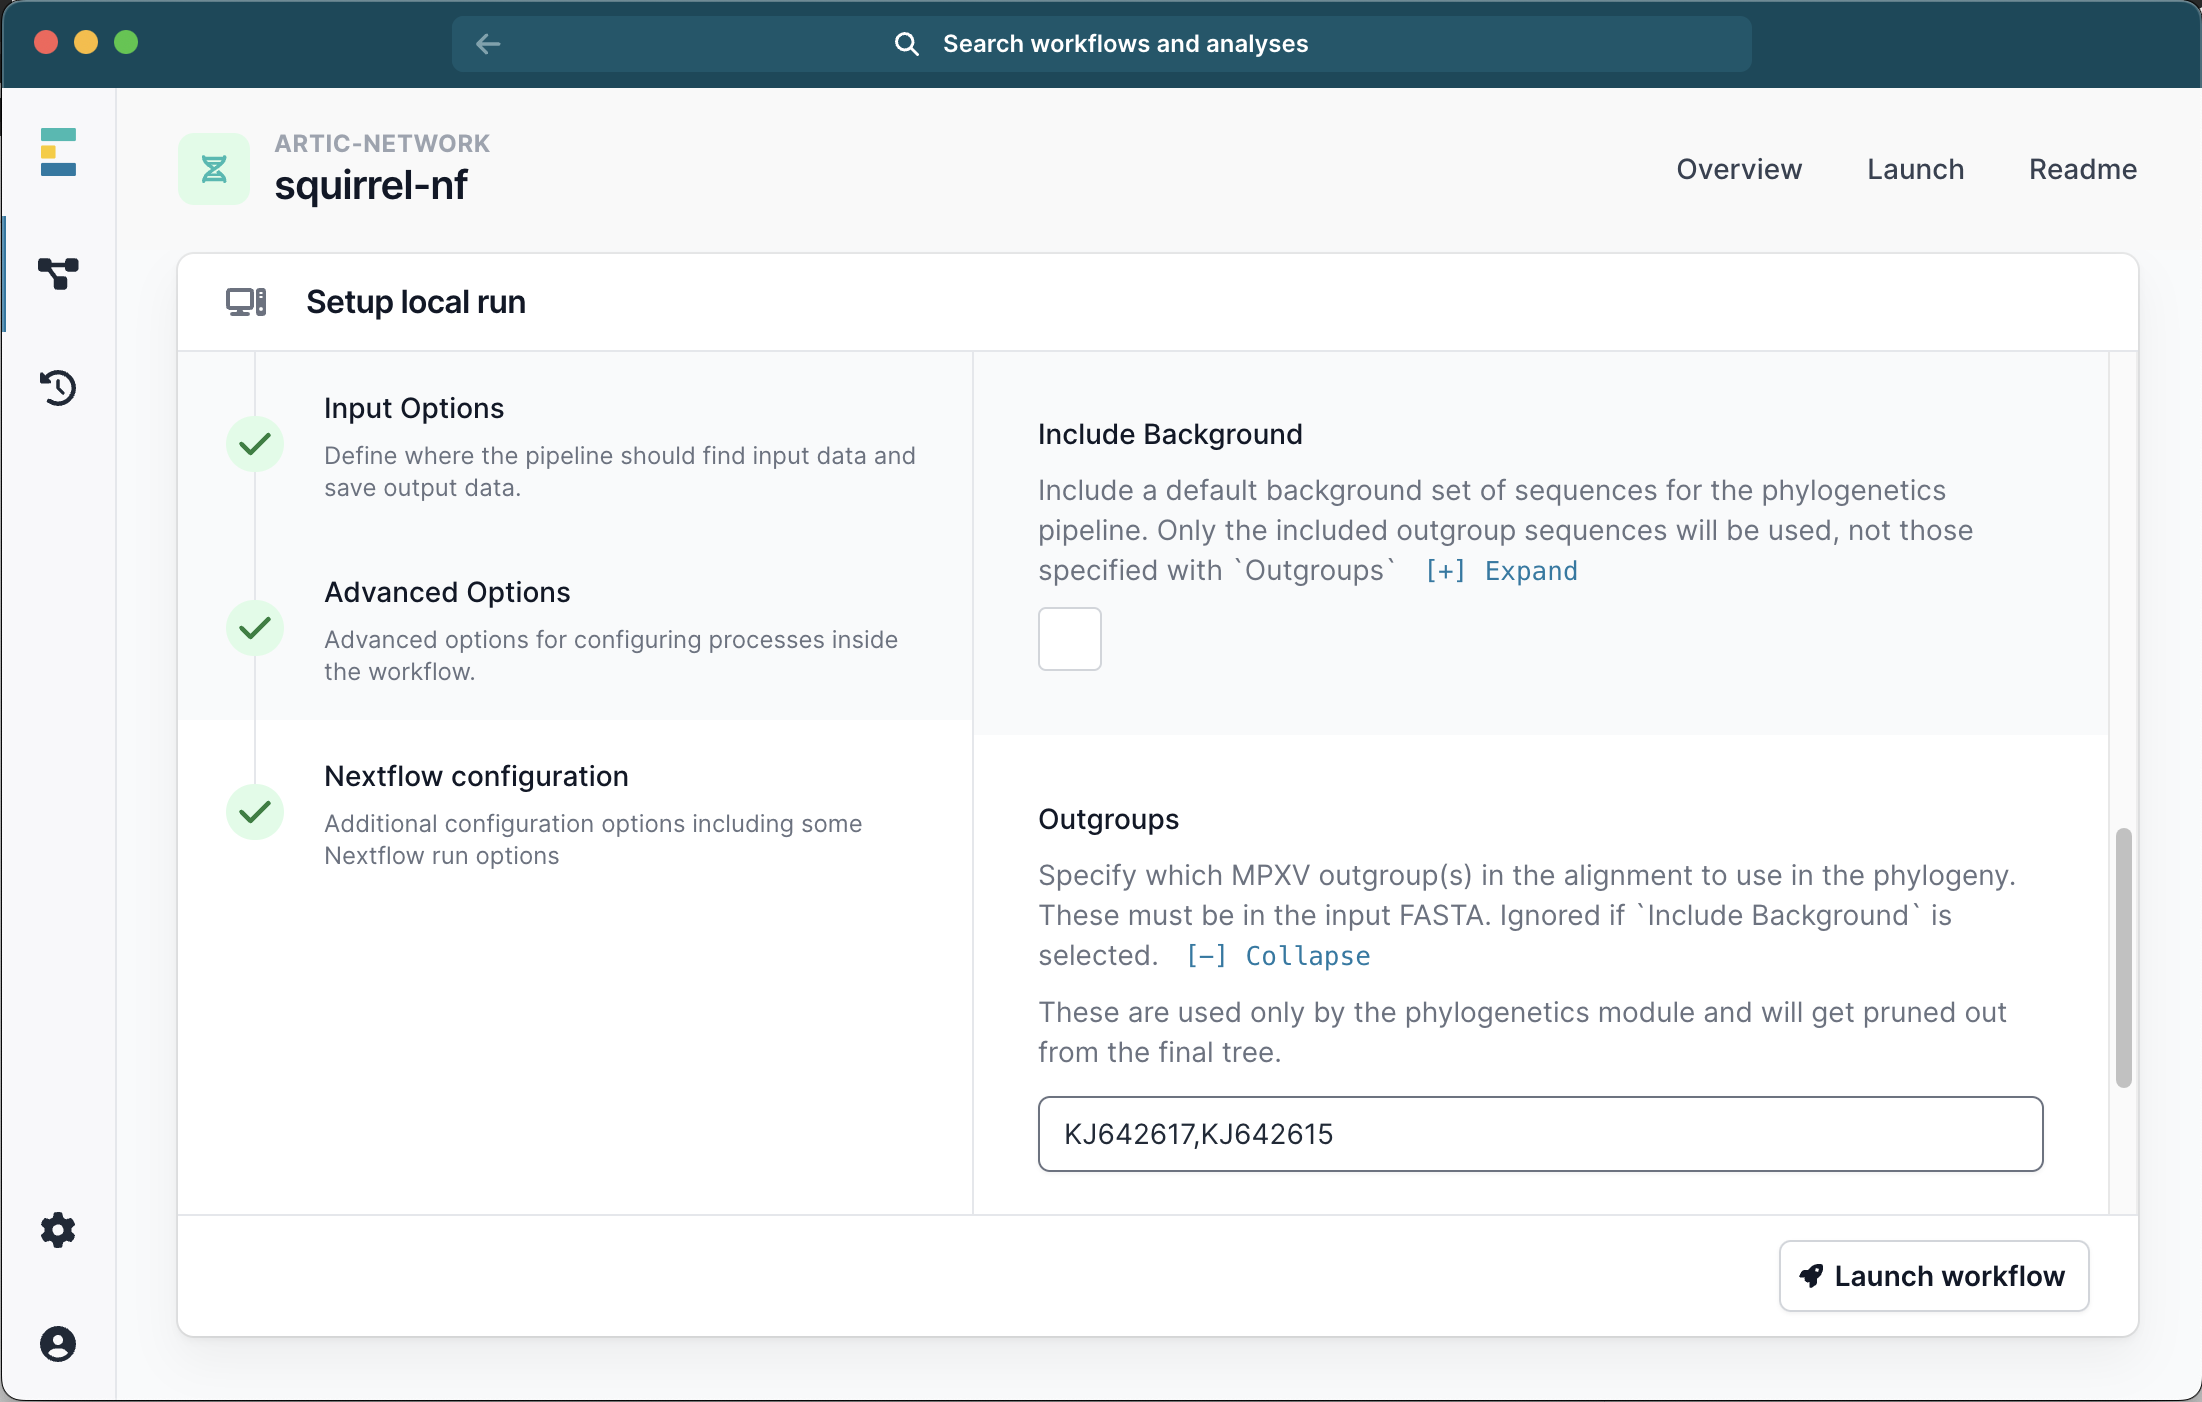 Search workflows and analyses
ARTIC-NETWORK
squirrel-nf
Overview
Launch
Readme
Setup local run
Input Options
Define where the pipeline should find input data and
save output data.
Advanced Options
Advanced options for configuring processes inside
the workflow.
Nextflow configuration
Additional configuration options including some
Nextflow run options
Include Background
Include a default background set of sequences for the phylogenetics
pipeline. Only the included outgroup sequences will be used, not those
specified with `Outgroups` [+] Expand
Outgroups
Specify which MPXV outgroup(s) in the alignment to use in the phylogeny.
These must be in the input FASTA. Ignored if `Include Background` is
selected. [−] Collapse
These are used only by the phylogenetics module and will get pruned out
from the final tree.
KJ642617,KJ642615
Launch workflow